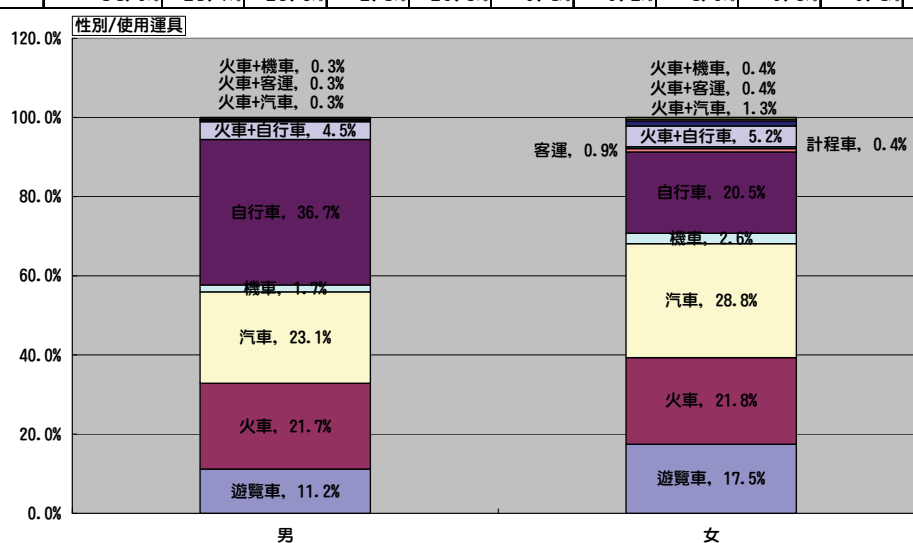 性別/使用運具
120.0%
100.0%
80.0%
60.0%
40.0%
20.0%
0.0%
火車+機車, 0.3%
火車+客運, 0.3%
火車+汽車, 0.3%
火車+自行車, 4.5%
自行車, 36.7%
機車, 1.7%
汽車, 23.1%
火車, 21.7%
遊覽車, 11.2%
男
火車+機車, 0.4%
火車+客運, 0.4%
火車+汽車, 1.3%
火車+自行車, 5.2%
計程車, 0.4%
客運, 0.9%
自行車, 20.5%
機車, 2.6%
汽車, 28.8%
火車, 21.8%
遊覽車, 17.5%
女